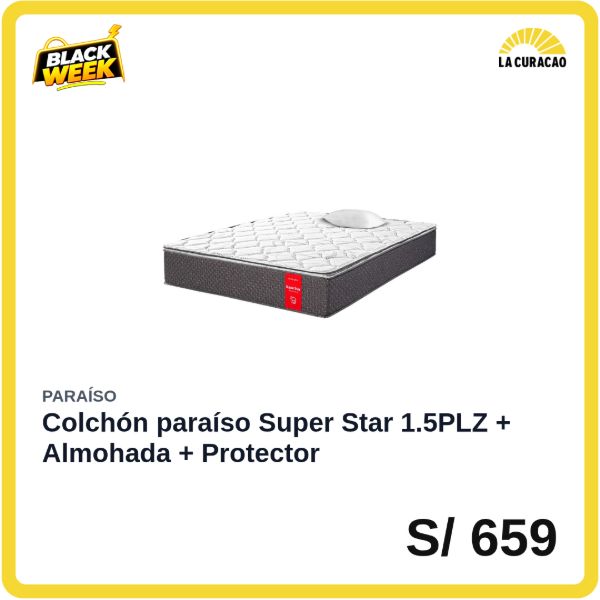 BLACK
WEEK
LA CURACAO
PARAÍSO
Colchón paraíso Super Star 1.5PLZ +
Almohada + Protector
S/ 659